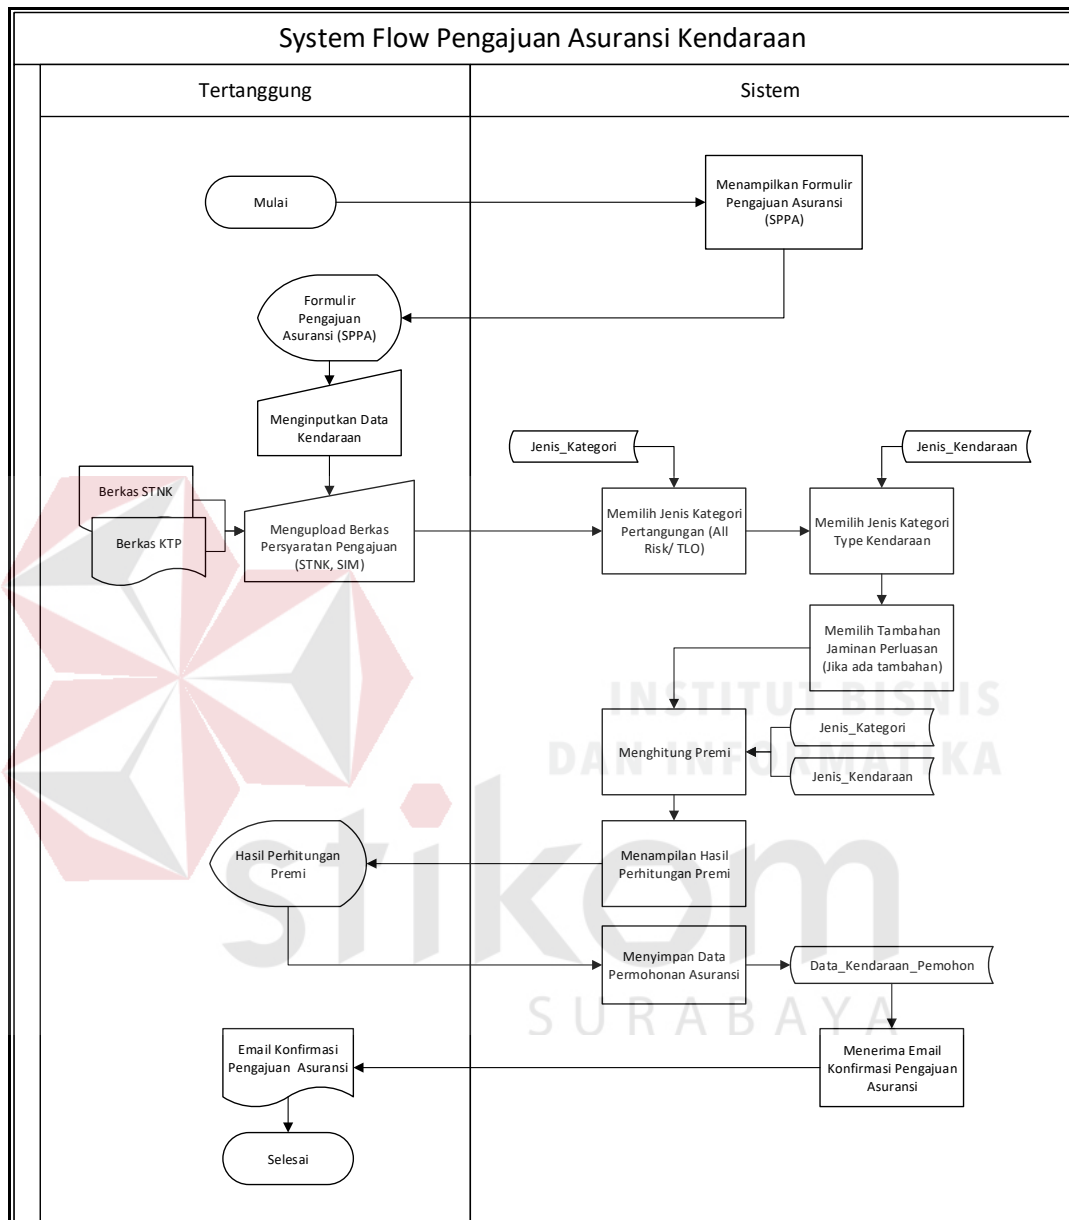 System Flow Pengajuan Asuransi Kendaraan
Tertanggung
Sistem
Mulai
Menampilkan Formulir
Pengajuan Asuransi
(SPPA)
Formulir
Pengajuan
Asuransi (SPPA)
Menginputkan Data
Kendaraan
Jenis_Kategori
Jenis_Kendaraan
Berkas STNK
Berkas KTP
Mengupload Berkas
Persyaratan Pengajuan
(STNK, SIM)
Memilih Jenis Kategori
Pertangungan (All
Risk/ TLO)
Memilih Jenis Kategori
Type Kendaraan
Memilih Tambahan
Jaminan Perluasan
(Jika ada tambahan)
INSTITUT BISNIS
DAN INFORMATIKA
Menghitung Premi
Jenis_Kategori
Jenis_Kendaraan
Hasil Perhitungan
Premi
Menampilan Hasil
Perhitungan Premi
stikom
Menyimpan Data
Permohonan Asuransi
Data_Kendaraan_Pemohon
SURABAYA
Email Konfirmasi
Pengajuan Asuransi
Menerima Email
Konfirmasi Pengajuan
Asuransi
Selesai